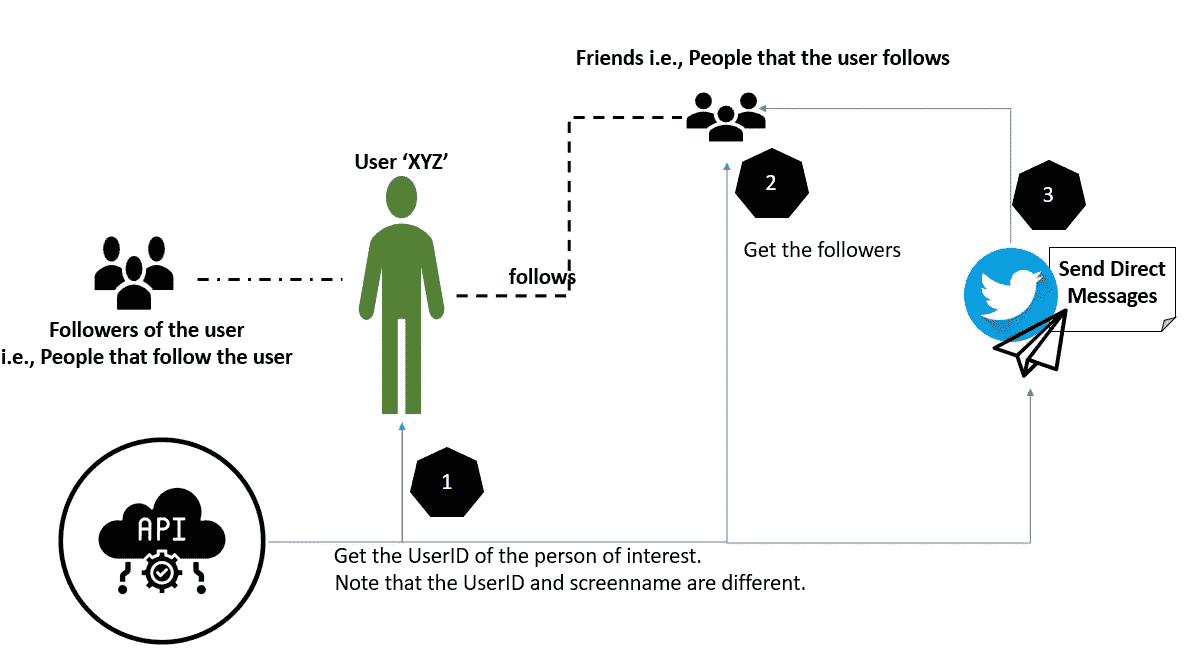 Friends i.e., People that the user follows
User ‘XYZ’
2
3
Get the followers
follows
Send Direct
Messages
Followers of the user
i.e., People that follow the user
1
API
Get the UserID of the person of interest.
Note that the UserID and screenname are different.